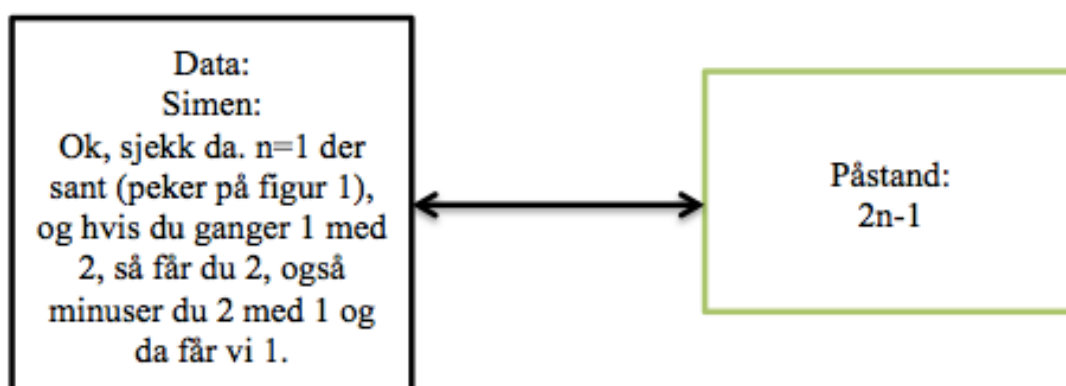 Data:
Simen:
Ok, sjekk da. n=1 der
sant (peker på figur 1),
og hvis du ganger 1 med
2, så får du 2, også
minuser du 2 med 1 og
da får vi 1.
Påstand:
2n-1